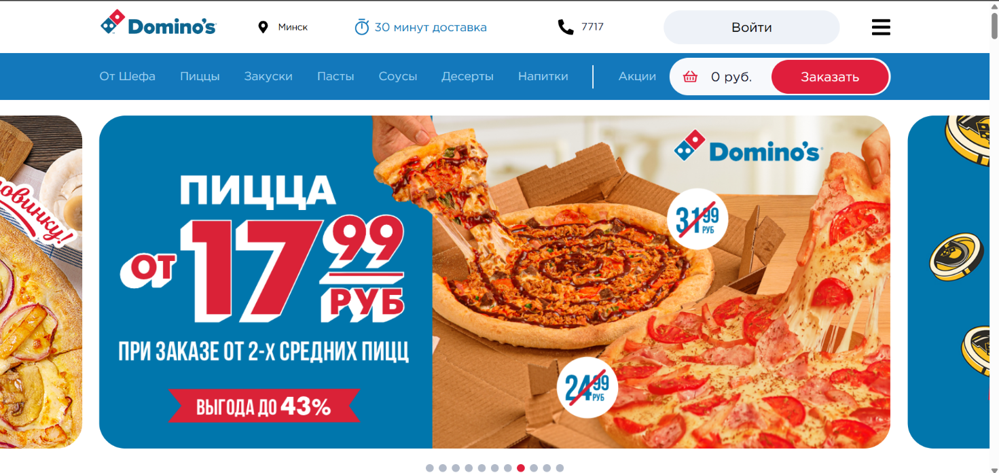 Domino's
Минск
30 минут доставка
7717
Войти
От Шефа
Пиццы
Закуски
Пасты
Соусы
Десерты
Напитки
Акции
0 руб.
Заказать
ПИЦЦА
ОТ 17 99
РУБ
ПРИ ЗАКАЗЕ ОТ 2-Х СРЕДНИХ ПИЦЦ
ВЫГОДА ДО 43%
Domino's
31 99
РУБ
24 99
РУБ